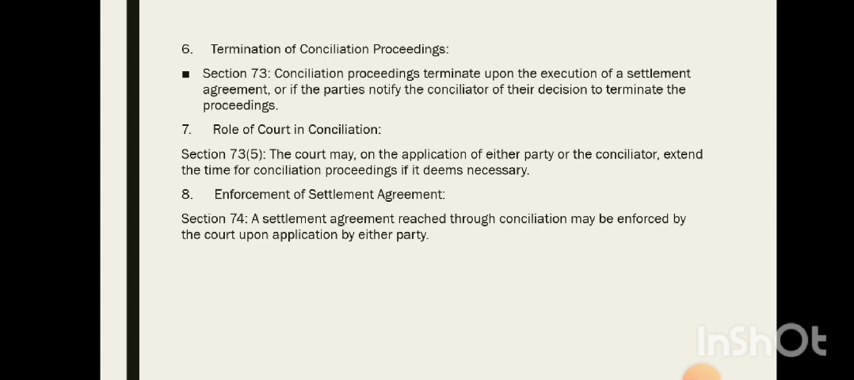 6. Termination of Conciliation Proceedings:
■ Section 73: Conciliation proceedings terminate upon the execution of a settlement
agreement, or if the parties notify the conciliator of their decision to terminate the
proceedings.
7. Role of Court in Conciliation:
Section 73(5): The court may, on the application of either party or the conciliator, extend
the time for conciliation proceedings if it deems necessary.
8. Enforcement of Settlement Agreement:
Section 74: A settlement agreement reached through conciliation may be enforced by
the court upon application by either party.
InShOt